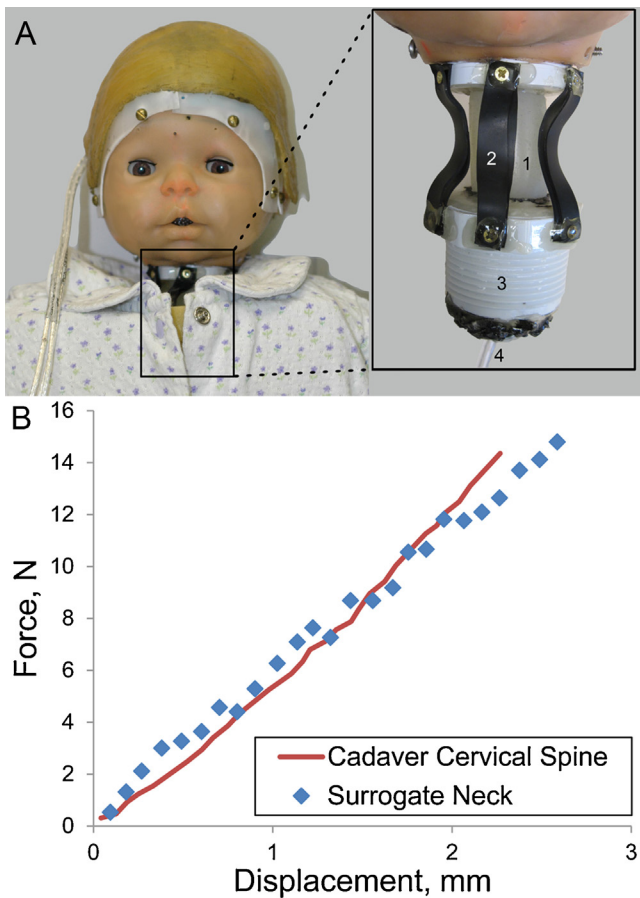 A
2
1
3
4
B
16
14
12
10
8
6
4
2
0
Force, N
Cadaver Cervical Spine
Surrogate Neck
0
1
2
3
Displacement, mm